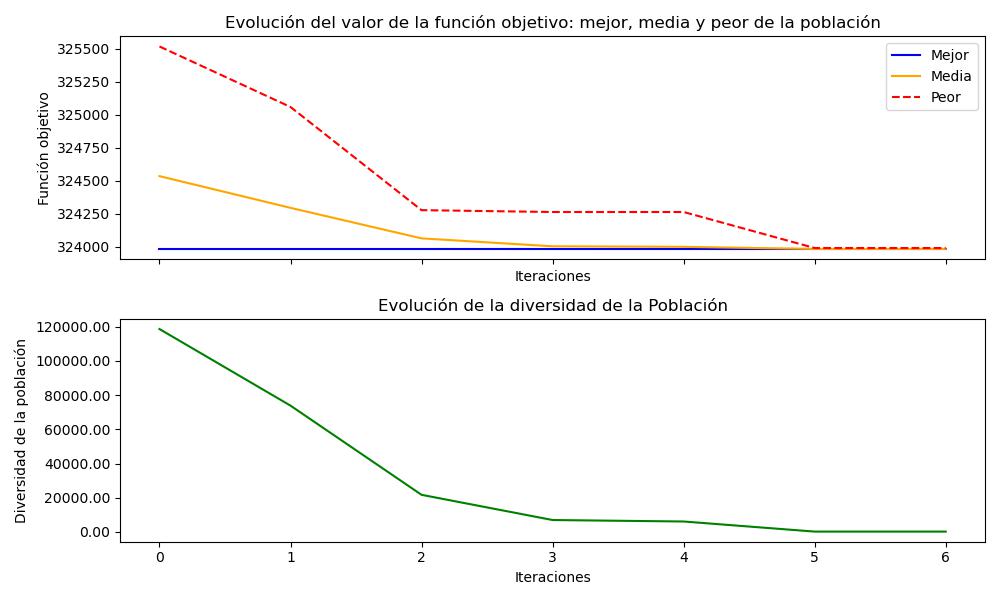 Evolución del valor de la función objetivo: mejor, media y peor de la población
325500
325250
325000
324750
324500
324250
324000
Función objetivo
Mejor
Media
Peor
Iteraciones
Evolución de la diversidad de la Población
120000.00
100000.00
80000.00
60000.00
40000.00
20000.00
0.00
Diversidad de la población
0 1 2 3 4 5 6
Iteraciones